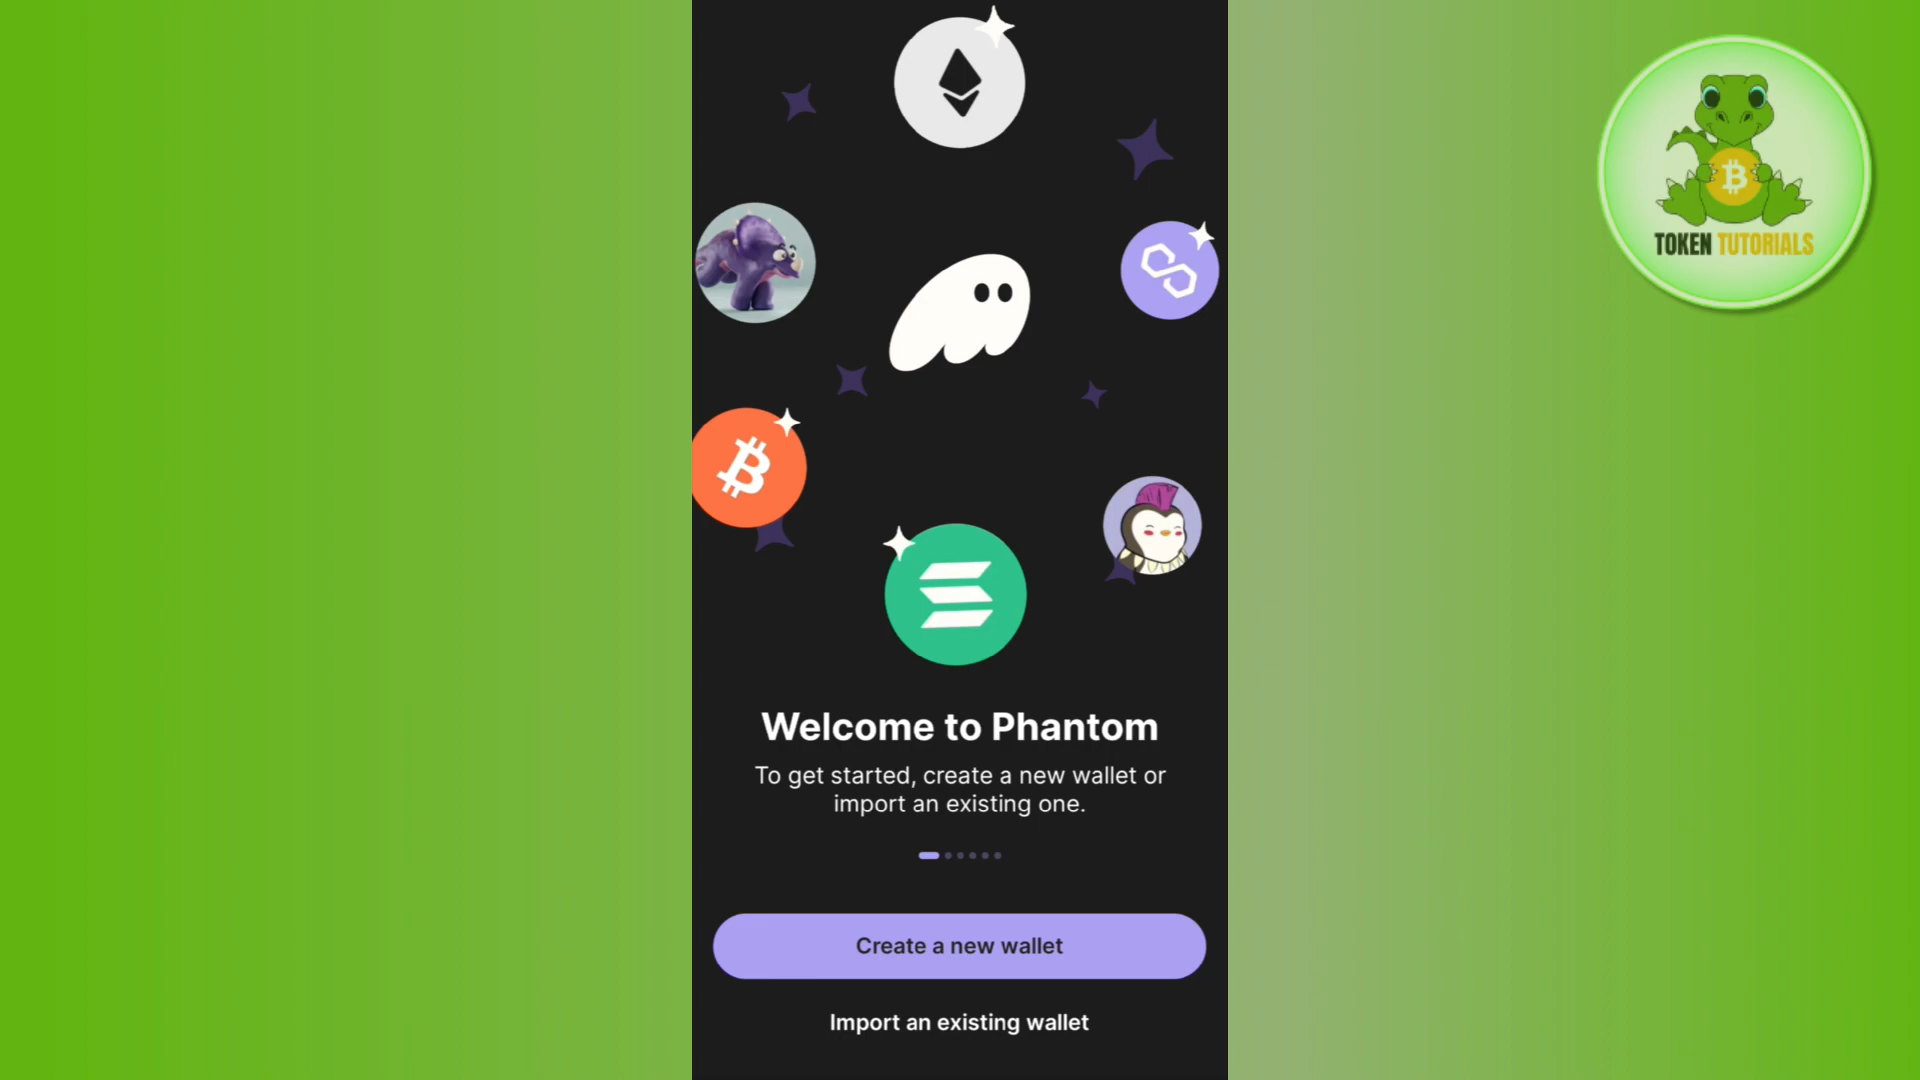 TOKEN TUTORIALS
Welcome to Phantom
To get started, create a new wallet or
import an existing one.
Create a new wallet
Import an existing wallet